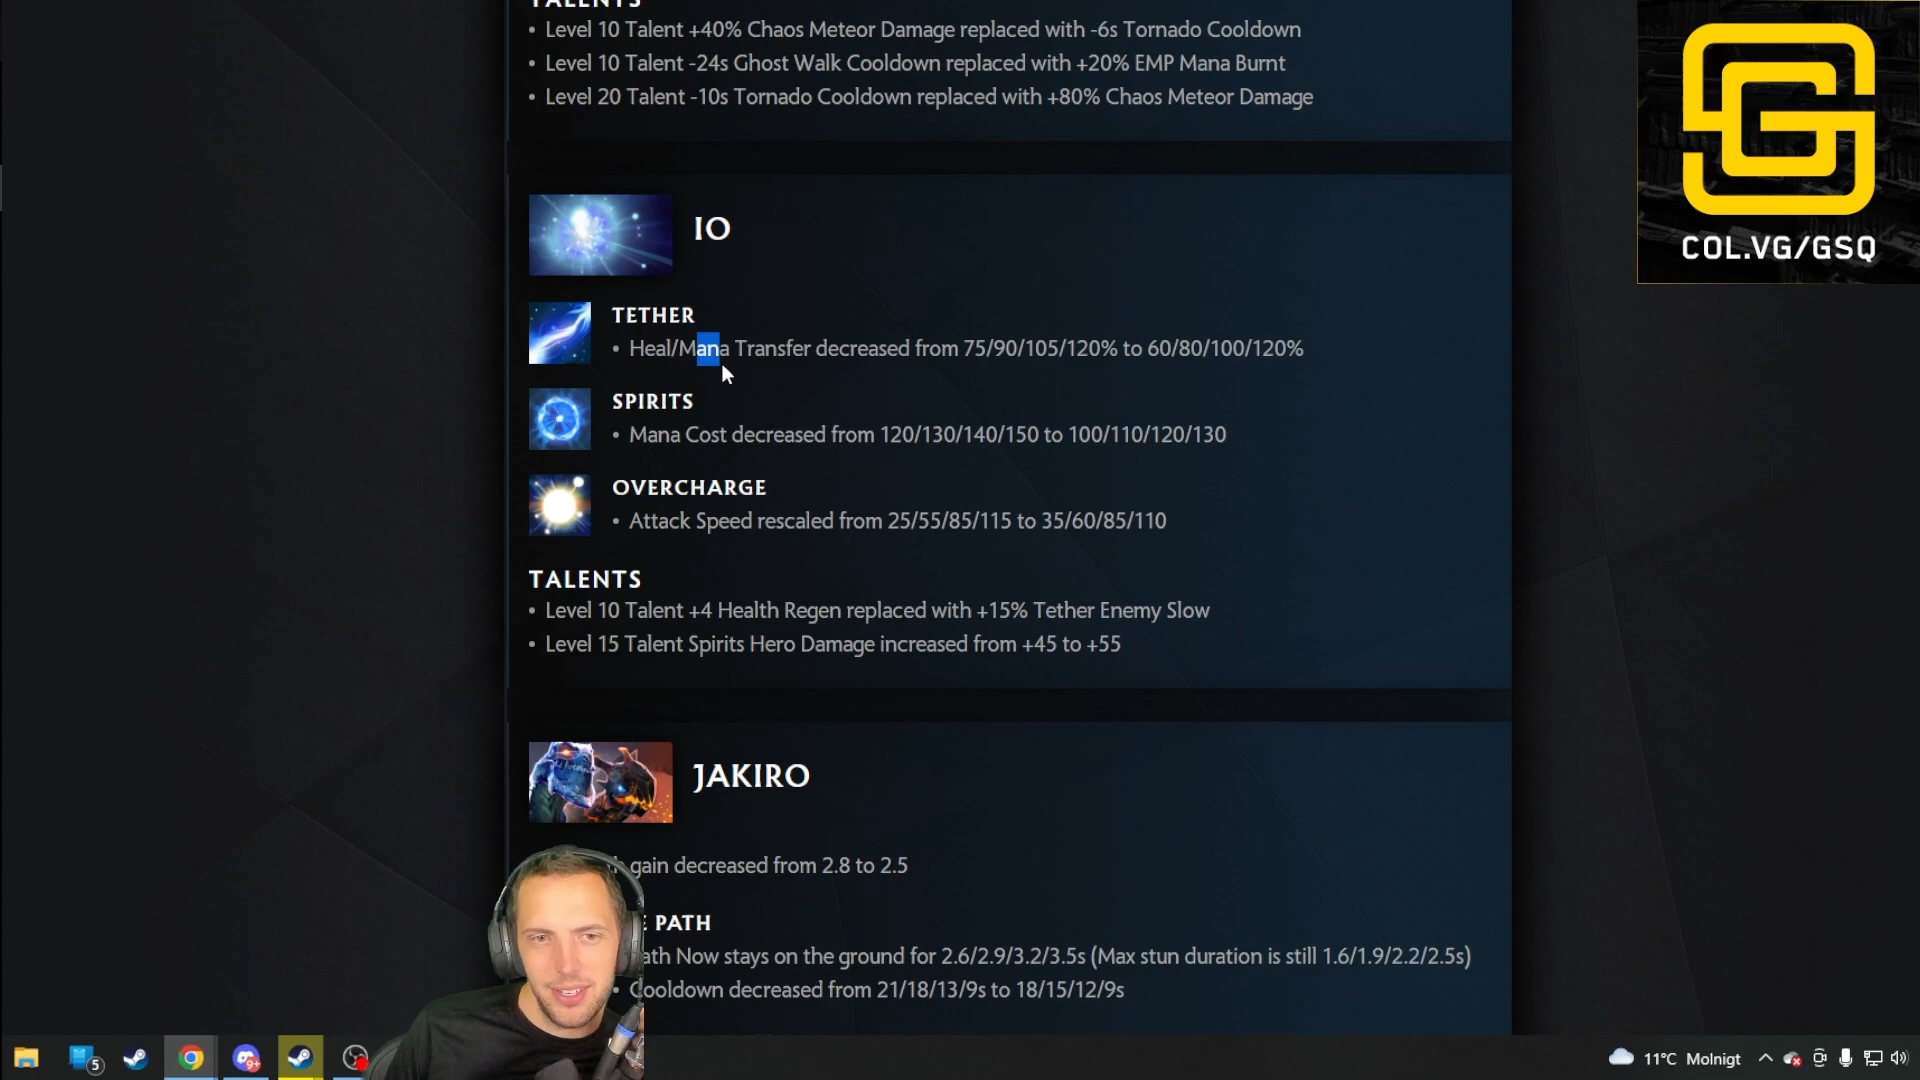 TALENTS
• Level 10 Talent +40% Chaos Meteor Damage replaced with -6s Tornado Cooldown
• Level 10 Talent -24s Ghost Walk Cooldown replaced with +20% EMP Mana Burnt
• Level 20 Talent -10s Tornado Cooldown replaced with +80% Chaos Meteor Damage
COL.VG/GSQ
IO
TETHER
• Heal/Mana Transfer decreased from 75/90/105/120% to 60/80/100/120%
SPIRITS
• Mana Cost decreased from 120/130/140/150 to 100/110/120/130
OVERCHARGE
• Attack Speed rescaled from 25/55/85/115 to 35/60/85/110
TALENTS
• Level 10 Talent +4 Health Regen replaced with +15% Tether Enemy Slow
• Level 15 Talent Spirits Hero Damage increased from +45 to +55
JAKIRO
gain decreased from 2.8 to 2.5
PATH
Now stays on the ground for 2.6/2.9/3.2/3.5s (Max stun duration is still 1.6/1.9/2.2/2.5s)
• Cooldown decreased from 21/18/13/9s to 18/15/12/9s
5
9+
11°C Molnigt